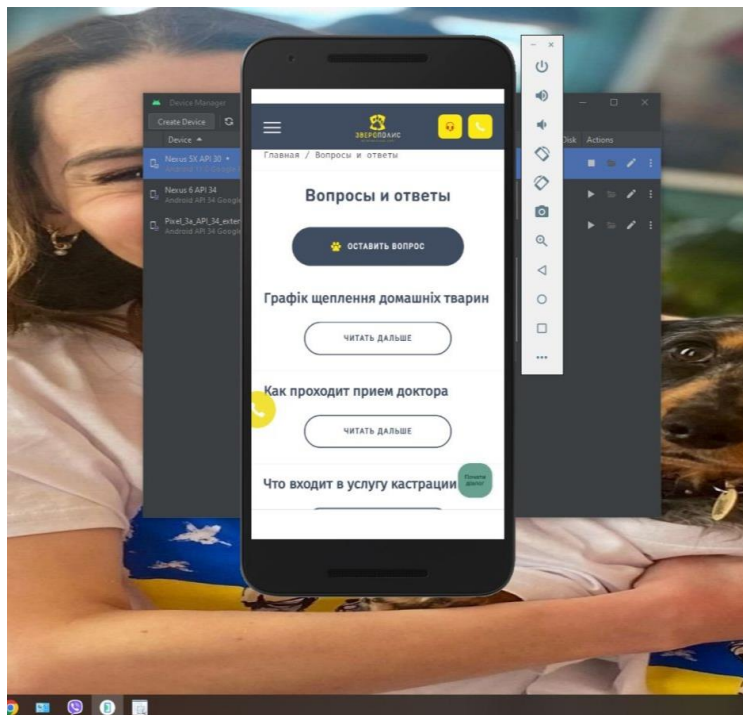 Device Manager
Create Device
Device
Disk Actions
Nexus 5X API 30
Nexus 6 API 34
Android API 34 Google
Pixel_3a_API_34_exter
Android API 34 Google
ЗВЕРОПОЛИС
Главная / Вопросы и ответы
Вопросы и ответы
ОСТАВИТЬ ВОПРОС
Графік щеплення домашніх тварин
ЧИТАТЬ ДАЛЬШЕ
Как проходит прием доктора
ЧИТАТЬ ДАЛЬШЕ
Что входит в услугу кастрации